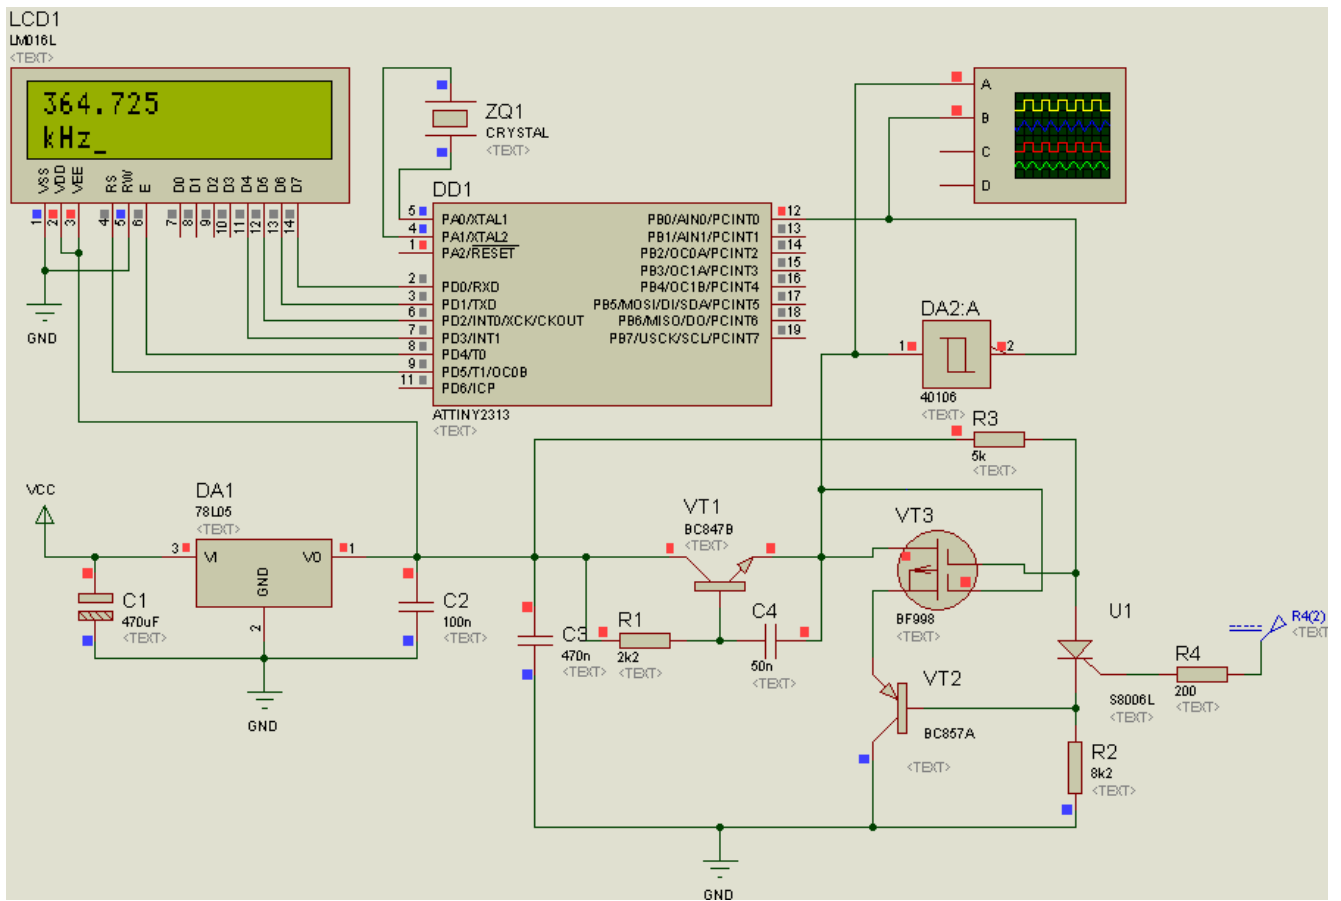 LCD1
LM016L
<TEXT>
364.725
kHz_
VSS
VDD
VEE
RS
RW
E
D0
D1
D2
D3
D4
D5
D6
D7
1
2
3
4
5
6
7
8
9
10
11
12
13
14
GND
ZQ1
CRYSTAL
<TEXT>
DD1
5
PA0/XTAL1
4
PA1/XTAL2
1
PA2/RESET
2
PD0/RXD
3
PD1/TXD
6
PD2/INT0/XCK/CKOUT
7
PD3/INT1
8
PD4/T0
9
PD5/T1/OC0B
11
PD6/ICP
PB0/AIN0/PCINT0
12
PB1/AIN1/PCINT1
13
PB2/OC0A/PCINT2
14
PB3/OC1A/PCINT3
15
PB4/OC1B/PCINT4
16
PB5/MOSI/DI/SDA/PCINT5
17
PB6/MISO/DO/PCINT6
18
PB7/USCK/SCL/PCINT7
19
ATTINY2313
<TEXT>
A
B
C
D
DA2:A
1
2
40106
<TEXT>
R3
5k
<TEXT>
VCC
DA1
78L05
<TEXT>
3
VI
VO
1
GND
2
C1
470uF
<TEXT>
C2
100n
<TEXT>
GND
C3
470n
<TEXT>
R1
2k2
<TEXT>
VT1
BC847B
<TEXT>
C4
50n
<TEXT>
VT3
BF998
<TEXT>
VT2
BC857A
<TEXT>
U1
S8006L
<TEXT>
R4
200
<TEXT>
R4(2)
<TEXT>
R2
8k2
<TEXT>
GND